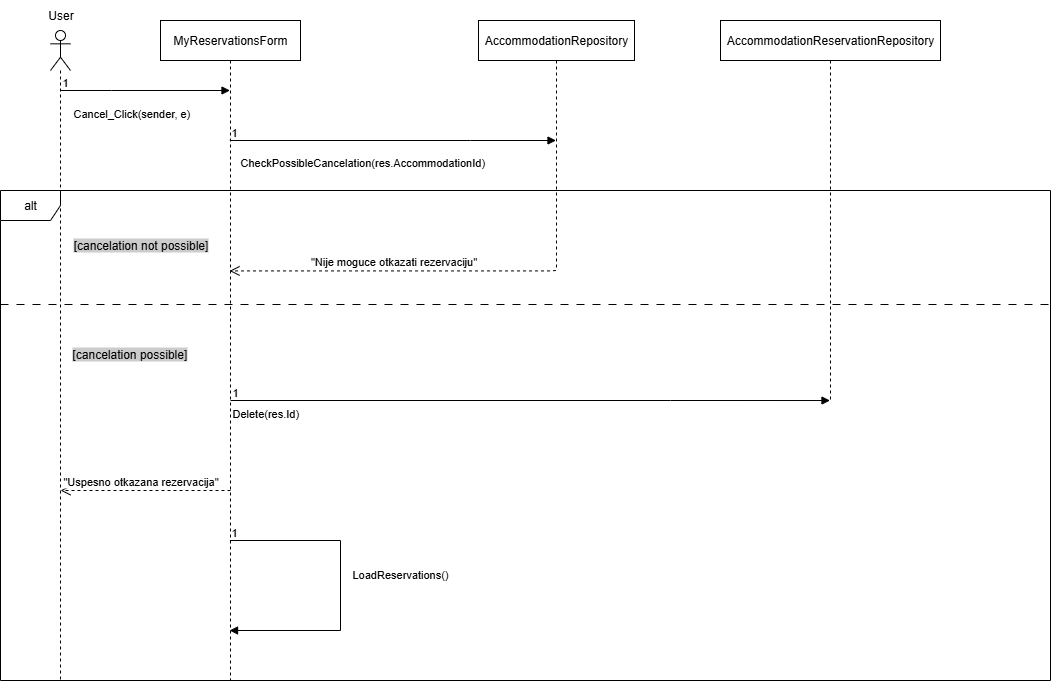 User
MyReservationsForm
AccommodationRepository
AccommodationReservationRepository
1
Cancel_Click(sender, e)
1
CheckPossibleCancelation(res.AccommodationId)
alt
[cancelation not possible]
"Nije moguce otkazati rezervaciju"
[cancelation possible]
1
Delete(res.Id)
"Uspesno otkazana rezervacija"
1
LoadReservations()